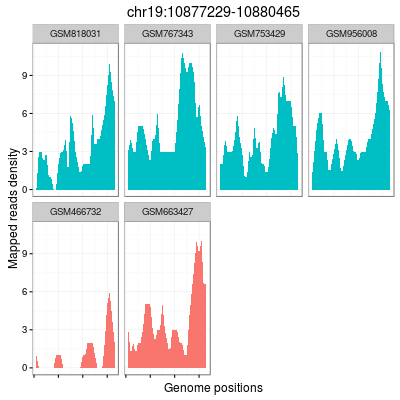 chr19:10877229-10880465
GSM818031 GSM767343 GSM753429 GSM956008
9
6
3
0
GSM466732 GSM663427
9
6
3
0
Mapped reads density
Genome positions